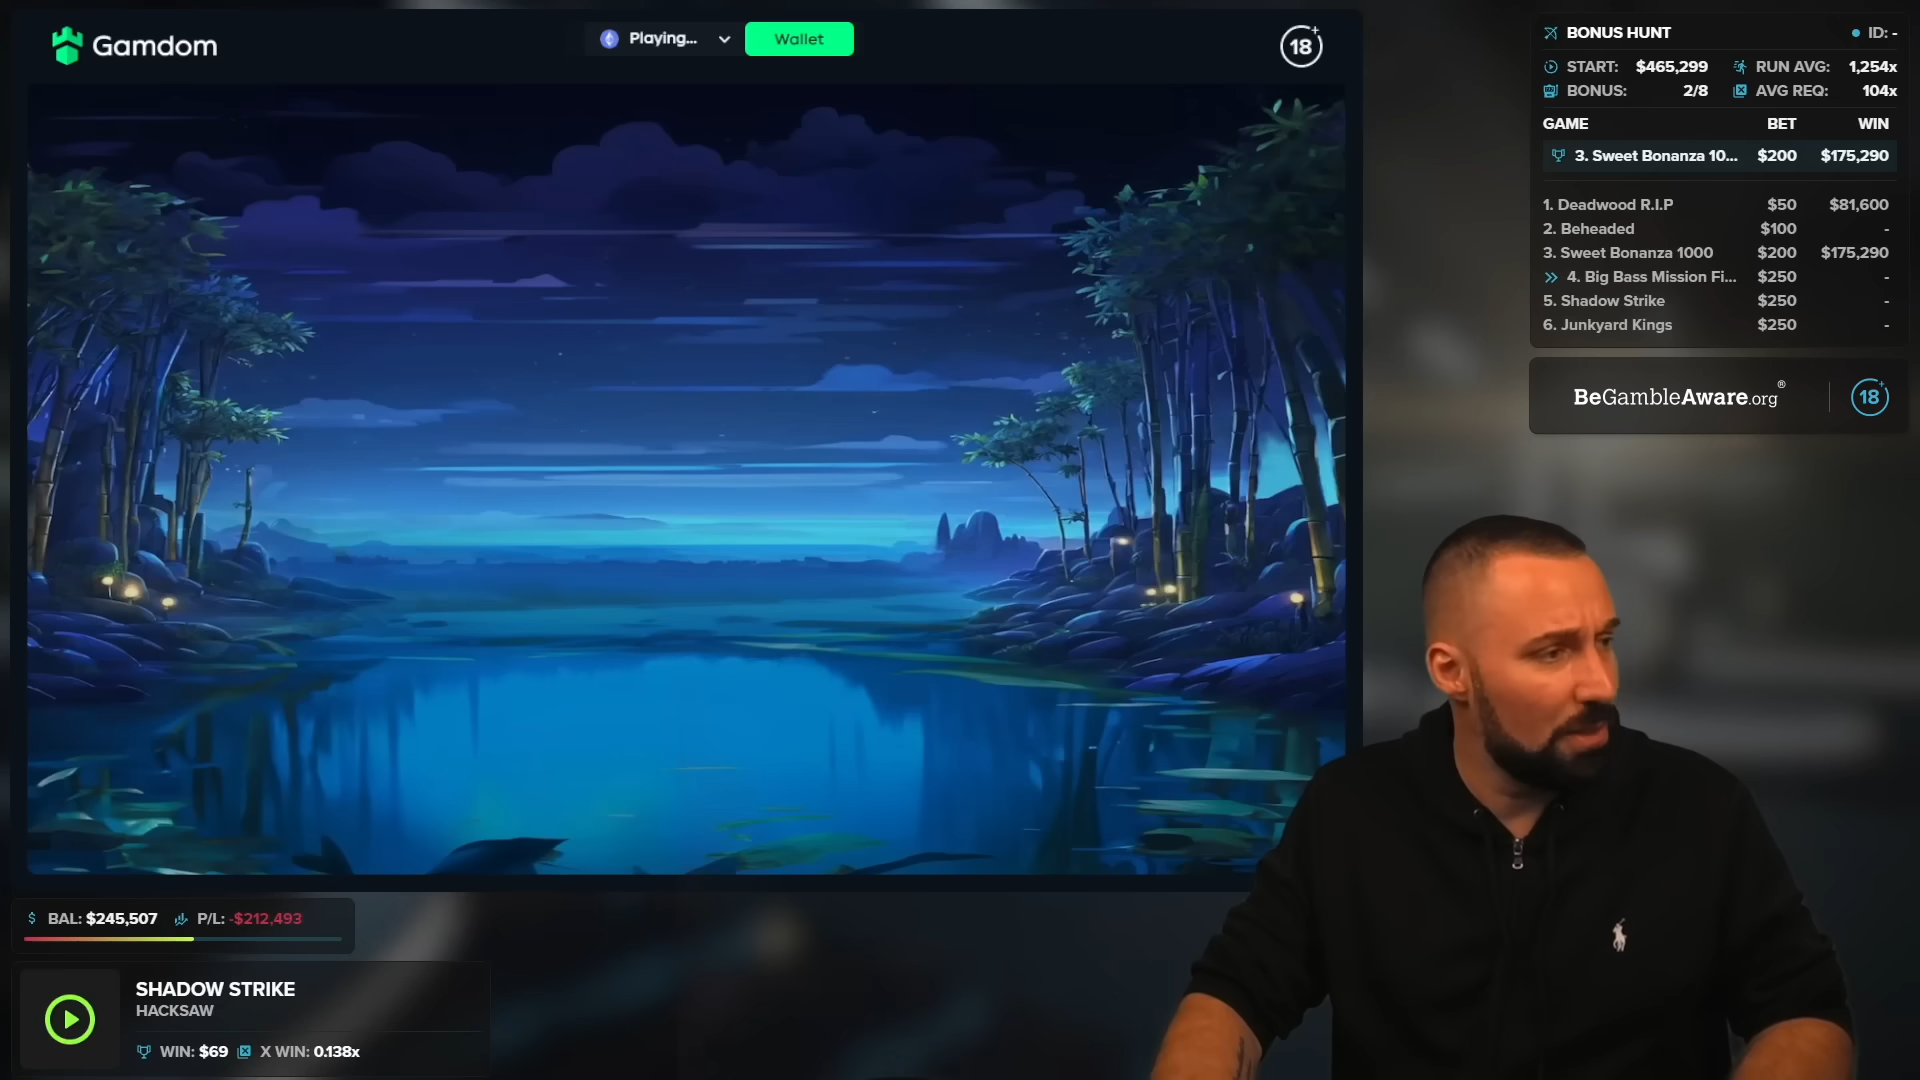 Gamdom
Playing...
Wallet
18+
BONUS HUNT
ID: -
START: $465,299
RUN AVG: 1,254x
BONUS: 2/8
AVG REQ: 104x
GAME BET WIN
3. Sweet Bonanza 10... $200 $175,290
1. Deadwood R.I.P $50 $81,600
2. Beheaded $100 -
3. Sweet Bonanza 1000 $200 $175,290
4. Big Bass Mission Fi... $250 -
5. Shadow Strike $250 -
6. Junkyard Kings $250 -
BeGambleAware.org®
18+
BAL: $245,507 P/L: -$212,493
SHADOW STRIKE
HACKSAW
WIN: $69 X WIN: 0.138x